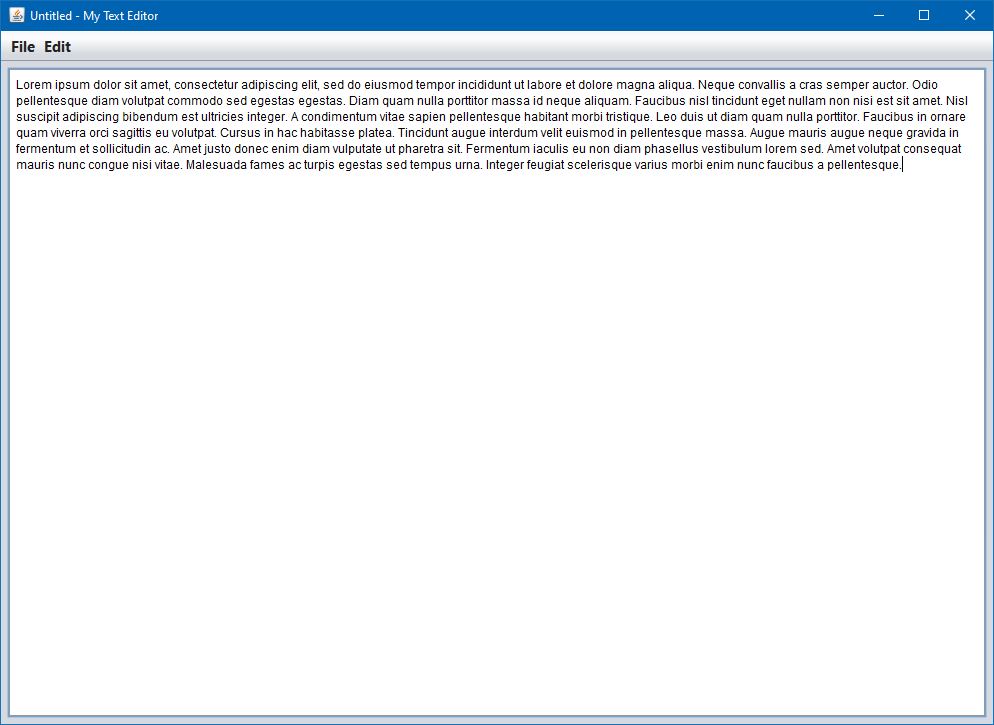 Untitled - My Text Editor
File Edit
Lorem ipsum dolor sit amet, consectetur adipiscing elit, sed do eiusmod tempor incididunt ut labore et dolore magna aliqua. Neque convallis a cras semper auctor. Odio
pellentesque diam volutpat commodo sed egestas egestas. Diam quam nulla porttitor massa id neque aliquam. Faucibus nisl tincidunt eget nullam non nisi est sit amet. Nisl
suscipit adipiscing bibendum est ultricies integer. A condimentum vitae sapien pellentesque habitant morbi tristique. Leo duis ut diam quam nulla porttitor. Faucibus in ornare
quam viverra orci sagittis eu volutpat. Cursus in hac habitasse platea. Tincidunt augue interdum velit euismod in pellentesque massa. Augue mauris augue neque gravida in
fermentum et sollicitudin ac. Amet justo donec enim diam vulputate ut pharetra sit. Fermentum iaculis eu non diam phasellus vestibulum lorem sed. Amet volutpat consequat
mauris nunc congue nisi vitae. Malesuada fames ac turpis egestas sed tempus urna. Integer feugiat scelerisque varius morbi enim nunc faucibus a pellentesque.